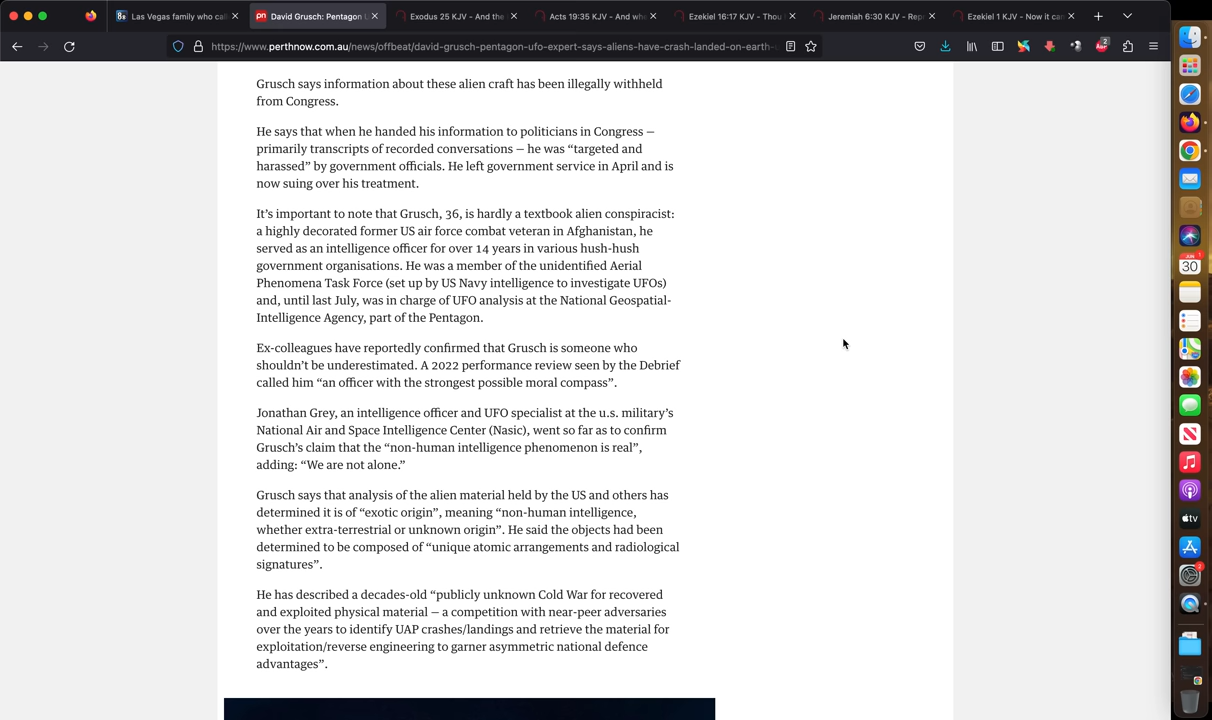 Las Vegas family who cal
David Grusch: Pentagon U
Exodus 25 KJV - And the
Acts 19:35 KJV - And whe
Ezekiel 16:17 KJV - Thou
Jeremiah 6:30 KJV - Rep
Ezekiel 1 KJV - Now it ca
https://www.perthnow.com.au/news/offbeat/david-grusch-pentagon-ufo-expert-says-aliens-have-crash-landed-on-earth-
Grusch says information about these alien craft has been illegally withheld
from Congress.
He says that when he handed his information to politicians in Congress —
primarily transcripts of recorded conversations — he was “targeted and
harassed” by government officials. He left government service in April and is
now suing over his treatment.
It’s important to note that Grusch, 36, is hardly a textbook alien conspiracist:
a highly decorated former US air force combat veteran in Afghanistan, he
served as an intelligence officer for over 14 years in various hush-hush
government organisations. He was a member of the unidentified Aerial
Phenomena Task Force (set up by US Navy intelligence to investigate UFOs)
and, until last July, was in charge of UFO analysis at the National Geospatial-
Intelligence Agency, part of the Pentagon.
Ex-colleagues have reportedly confirmed that Grusch is someone who
shouldn’t be underestimated. A 2022 performance review seen by the Debrief
called him “an officer with the strongest possible moral compass”.
Jonathan Grey, an intelligence officer and UFO specialist at the u.s. military’s
National Air and Space Intelligence Center (Nasic), went so far as to confirm
Grusch’s claim that the “non-human intelligence phenomenon is real”,
adding: “We are not alone.”
Grusch says that analysis of the alien material held by the US and others has
determined it is of “exotic origin”, meaning “non-human intelligence,
whether extra-terrestrial or unknown origin”. He said the objects had been
determined to be composed of “unique atomic arrangements and radiological
signatures”.
He has described a decades-old “publicly unknown Cold War for recovered
and exploited physical material — a competition with near-peer adversaries
over the years to identify UAP crashes/landings and retrieve the material for
exploitation/reverse engineering to garner asymmetric national defence
advantages”.
30
tv